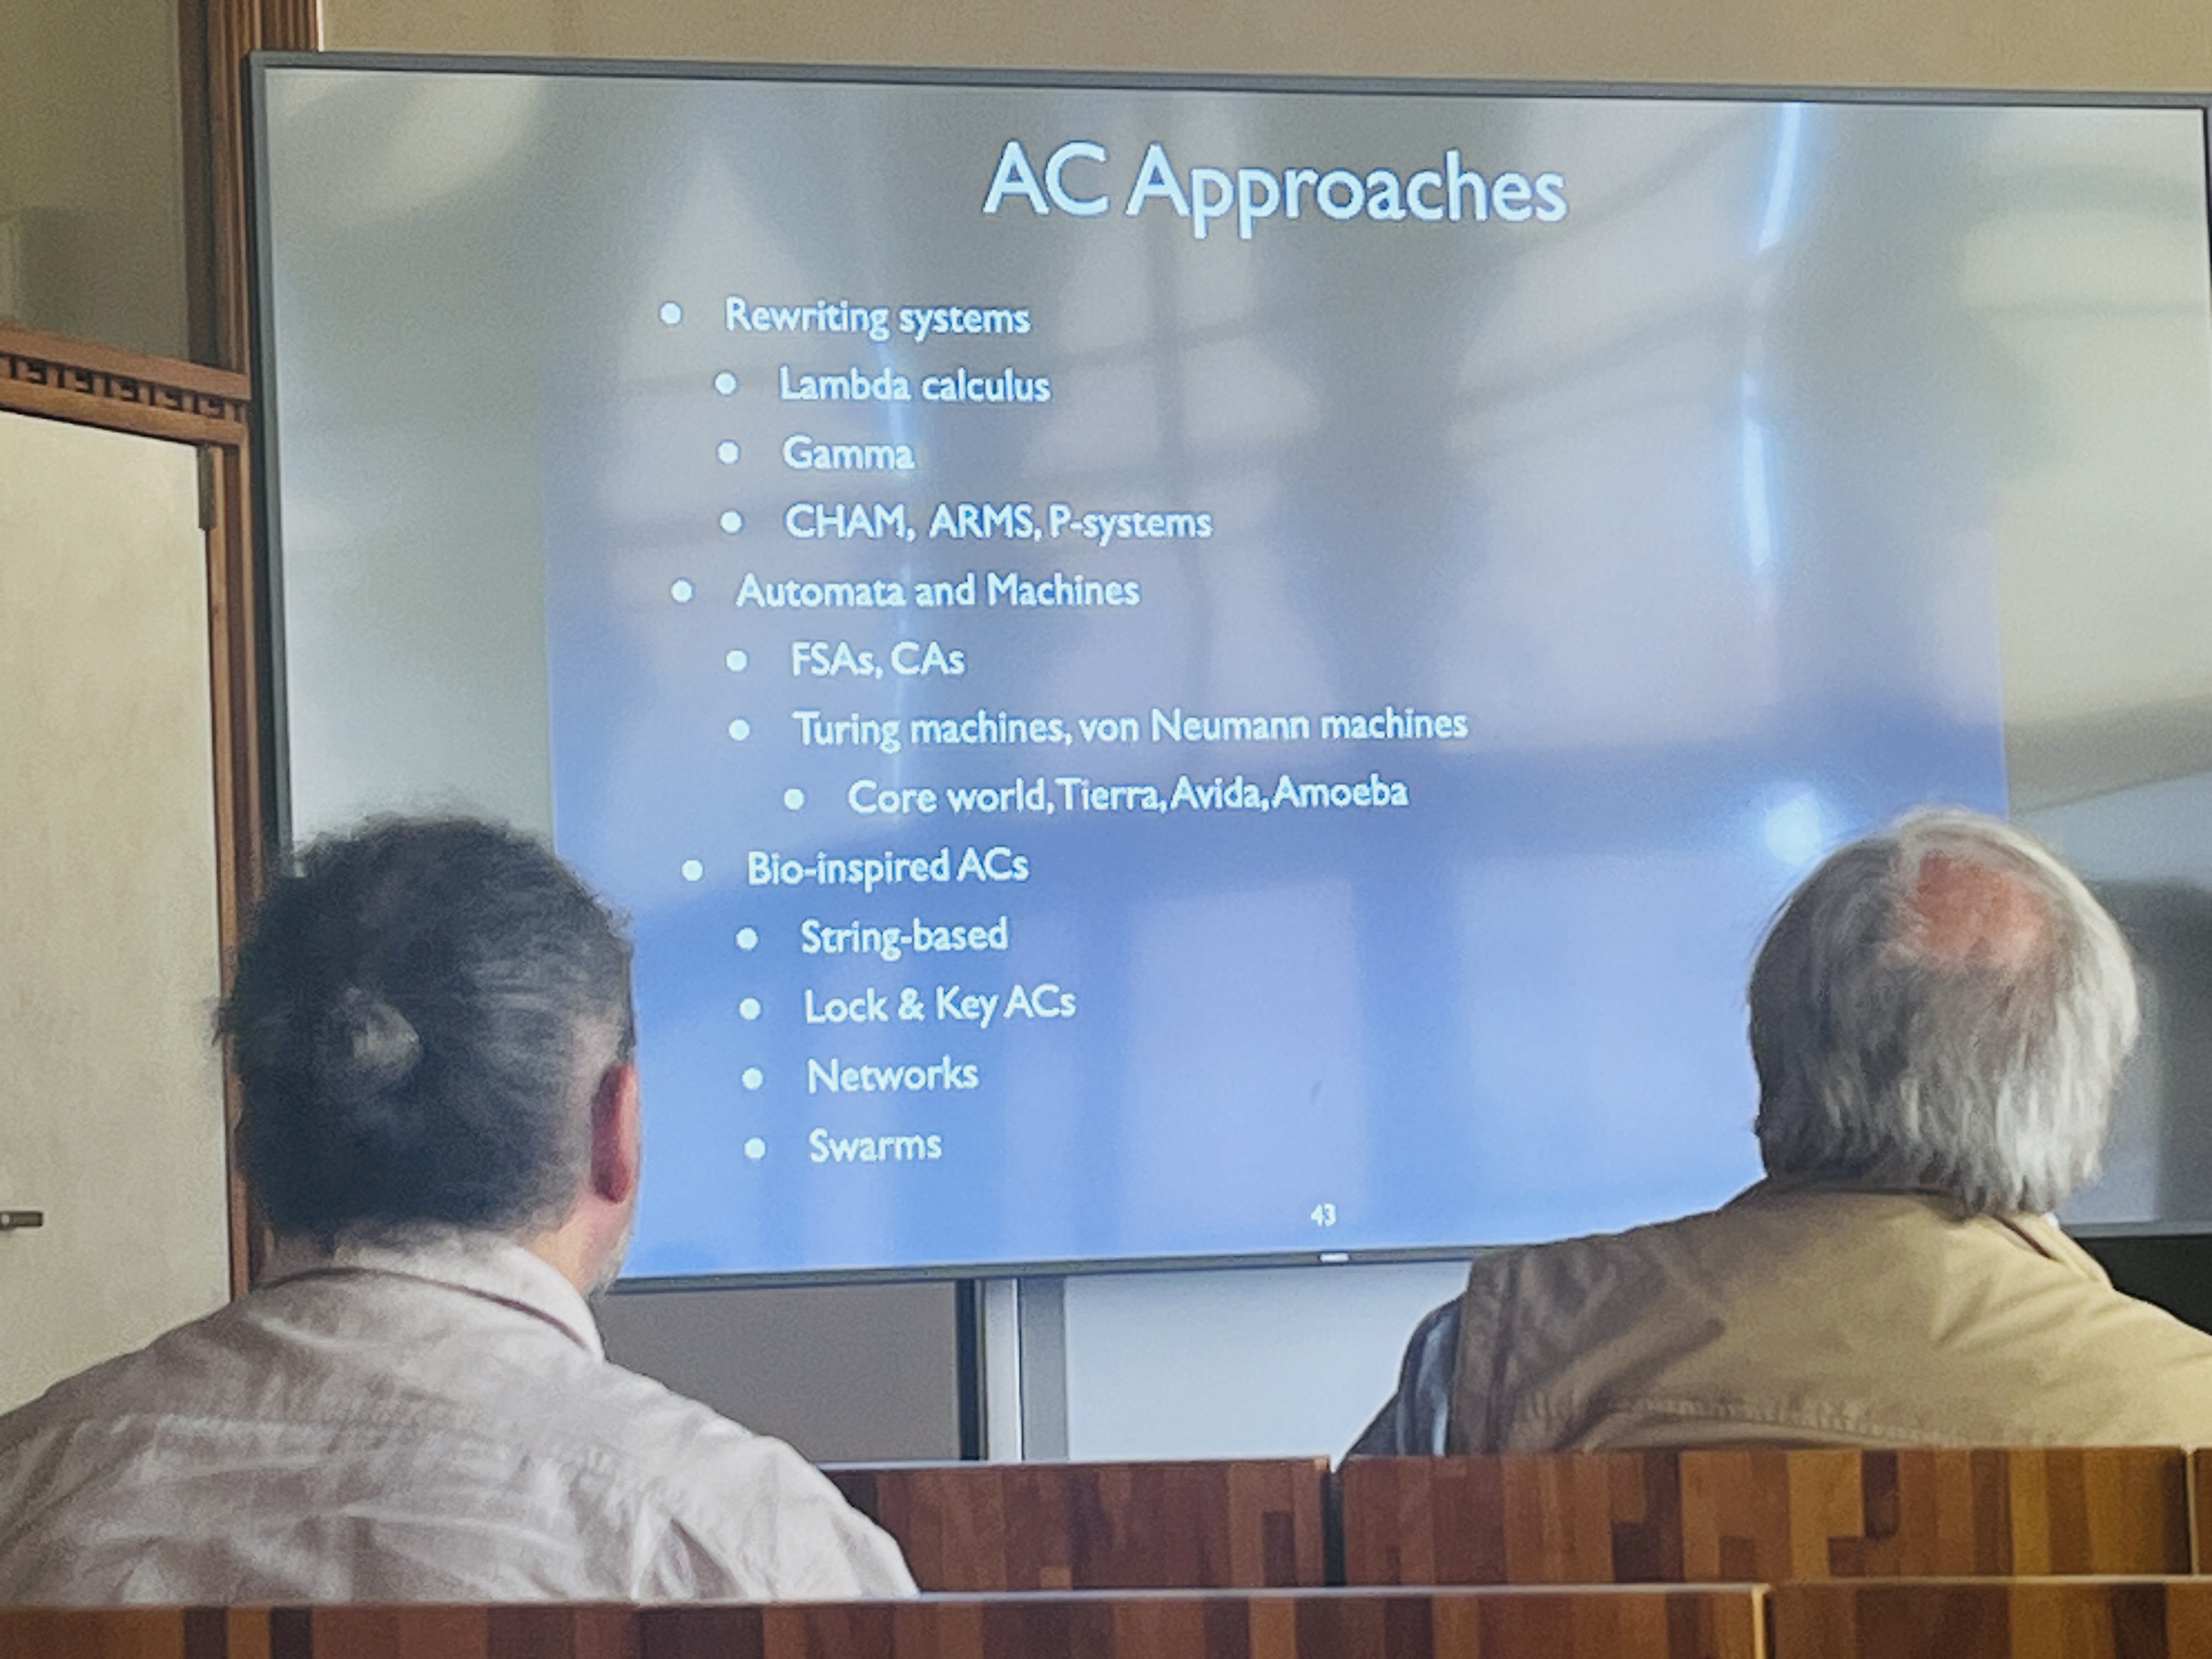 AC Approaches
Rewriting systems
Lambda calculus
Gamma
CHAM, ARMS, P-systems
Automata and Machines
FSAs, CAs
Turing machines, von Neumann machines
Core world, Tierra, Avida, Amoeba
Bio-inspired ACs
String-based
Lock & Key ACs
Networks
Swarms
43